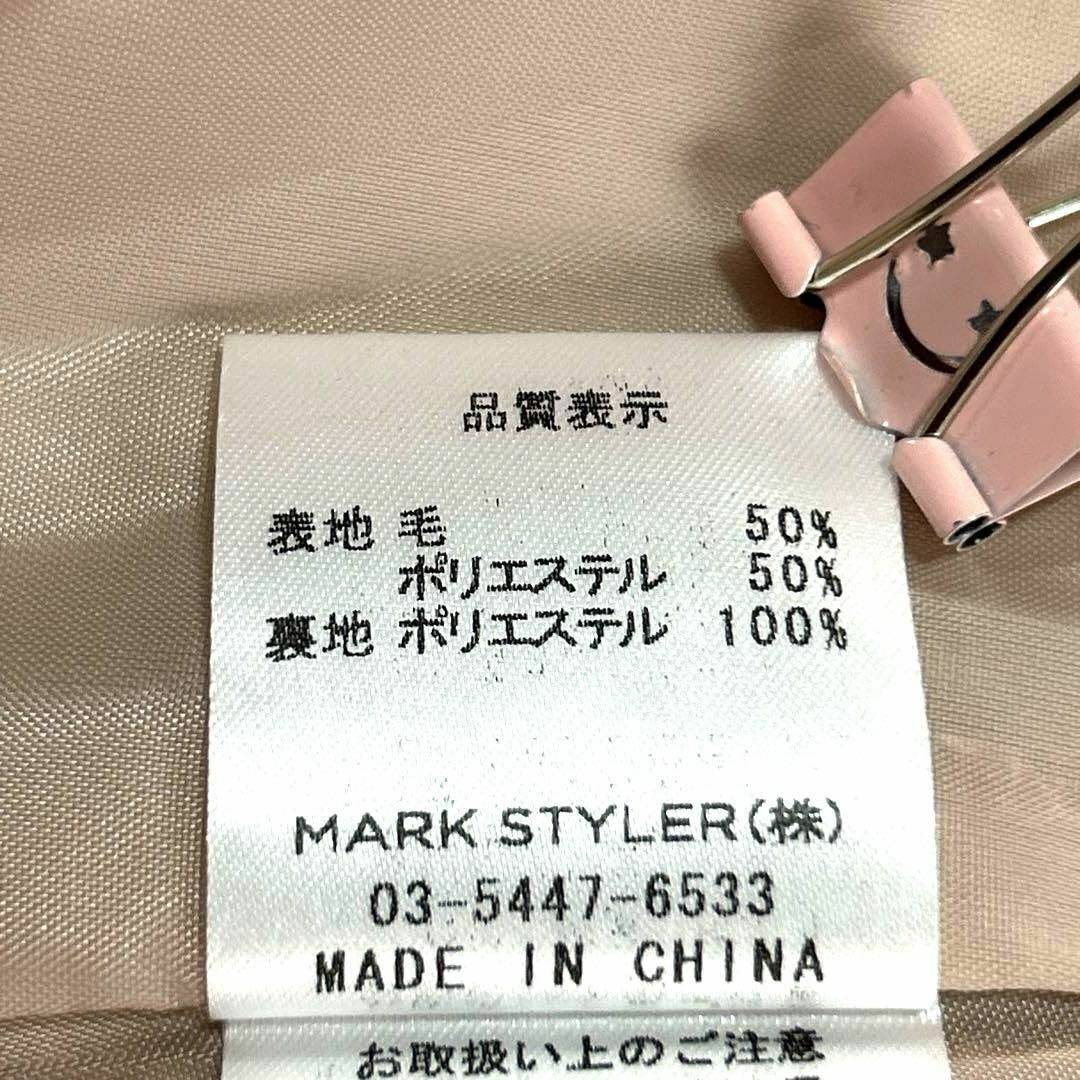 品質表示
表地 毛 50%
ポリエステル 50%
裏地 ポリエステル 100%
MARK STYLER(株)
03-5447-6533
MADE IN CHINA
お取扱い上のご注意